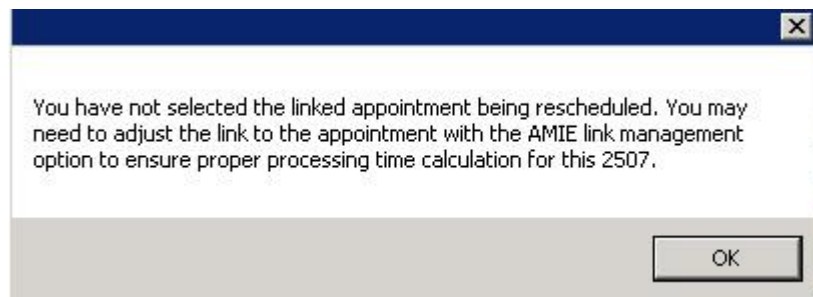 You have not selected the linked appointment being rescheduled. You may
need to adjust the link to the appointment with the AMIE link management
option to ensure proper processing time calculation for this 2507.
OK